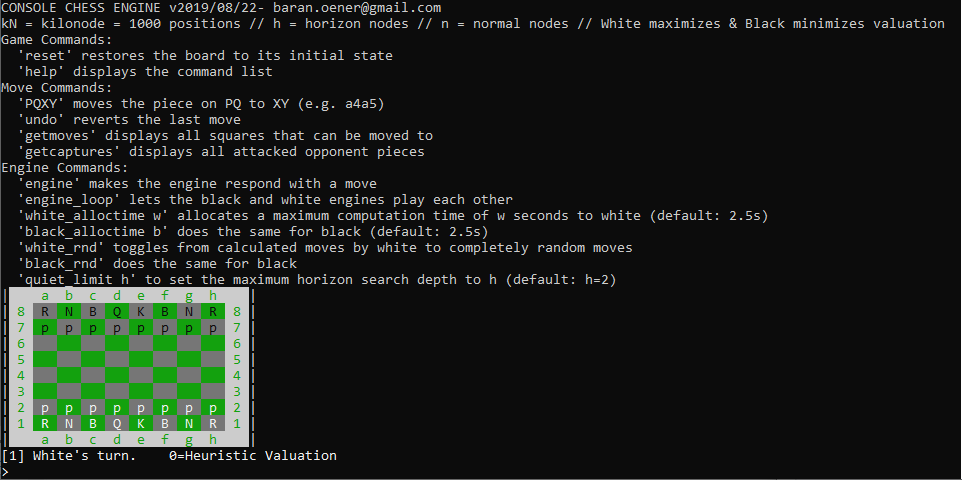 CONSOLE CHESS ENGINE v2019/08/22- baran.oener@gmail.com
kN = kilonode = 1000 positions // h = horizon nodes // n = normal nodes // White maximizes & Black minimizes valuation
Game Commands:
  'reset' restores the board to its initial state
  'help' displays the command list
Move Commands:
  'PQXY' moves the piece on PQ to XY (e.g. a4a5)
  'undo' reverts the last move
  'getmoves' displays all squares that can be moved to
  'getcaptures' displays all attacked opponent pieces
Engine Commands:
  'engine' makes the engine respond with a move
  'engine_loop' lets the black and white engines play each other
  'white_alloctime w' allocates a maximum computation time of w seconds to white (default: 2.5s)
  'black_alloctime b' does the same for black (default: 2.5s)
  'white_rnd' toggles from calculated moves by white to completely random moves
  'black_rnd' does the same for black
  'quiet_limit h' to set the maximum horizon search depth to h (default: h=2)
|    a  b  c  d  e  f  g  h    |
| 8  R  N  B  Q  K  B  N  R  8 |
| 7  p  p  p  p  p  p  p  p  7 |
| 6                          6 |
| 5                          5 |
| 4                          4 |
| 3                          3 |
| 2  p  p  p  p  p  p  p  p  2 |
| 1  R  N  B  Q  K  B  N  R  1 |
|    a  b  c  d  e  f  g  h    |
[1] White's turn.    0=Heuristic Valuation
>